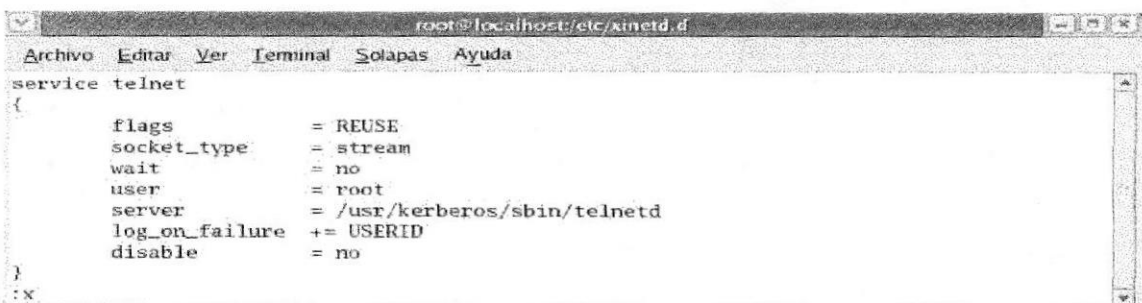 root@localhost:/etc/xinetd.d
Archivo Editar Ver Terminal Solapas Ayuda
service telnet
{
        flags           = REUSE
        socket_type     = stream
        wait            = no
        user            = root
        server          = /usr/kerberos/sbin/telnetd
        log_on_failure  += USERID
        disable         = no
}
:x